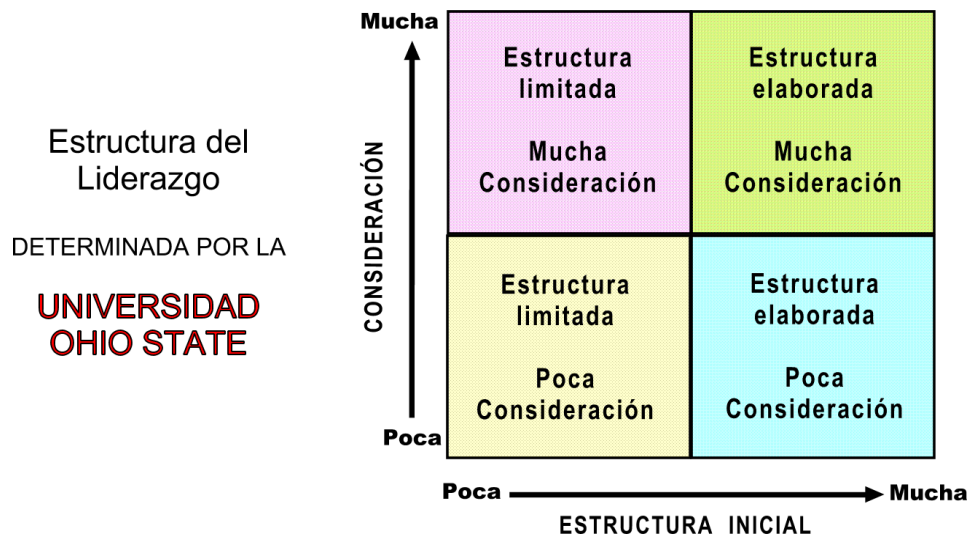 Estructura del
Liderazgo
DETERMINADA POR LA
UNIVERSIDAD
OHIO STATE
Mucha
CONSIDERACIÓN
Poca
Estructura
limitada
Mucha
Consideración
Estructura
elaborada
Mucha
Consideración
Estructura
limitada
Poca
Consideración
Estructura
elaborada
Poca
Consideración
Poca
Mucha
ESTRUCTURA INICIAL